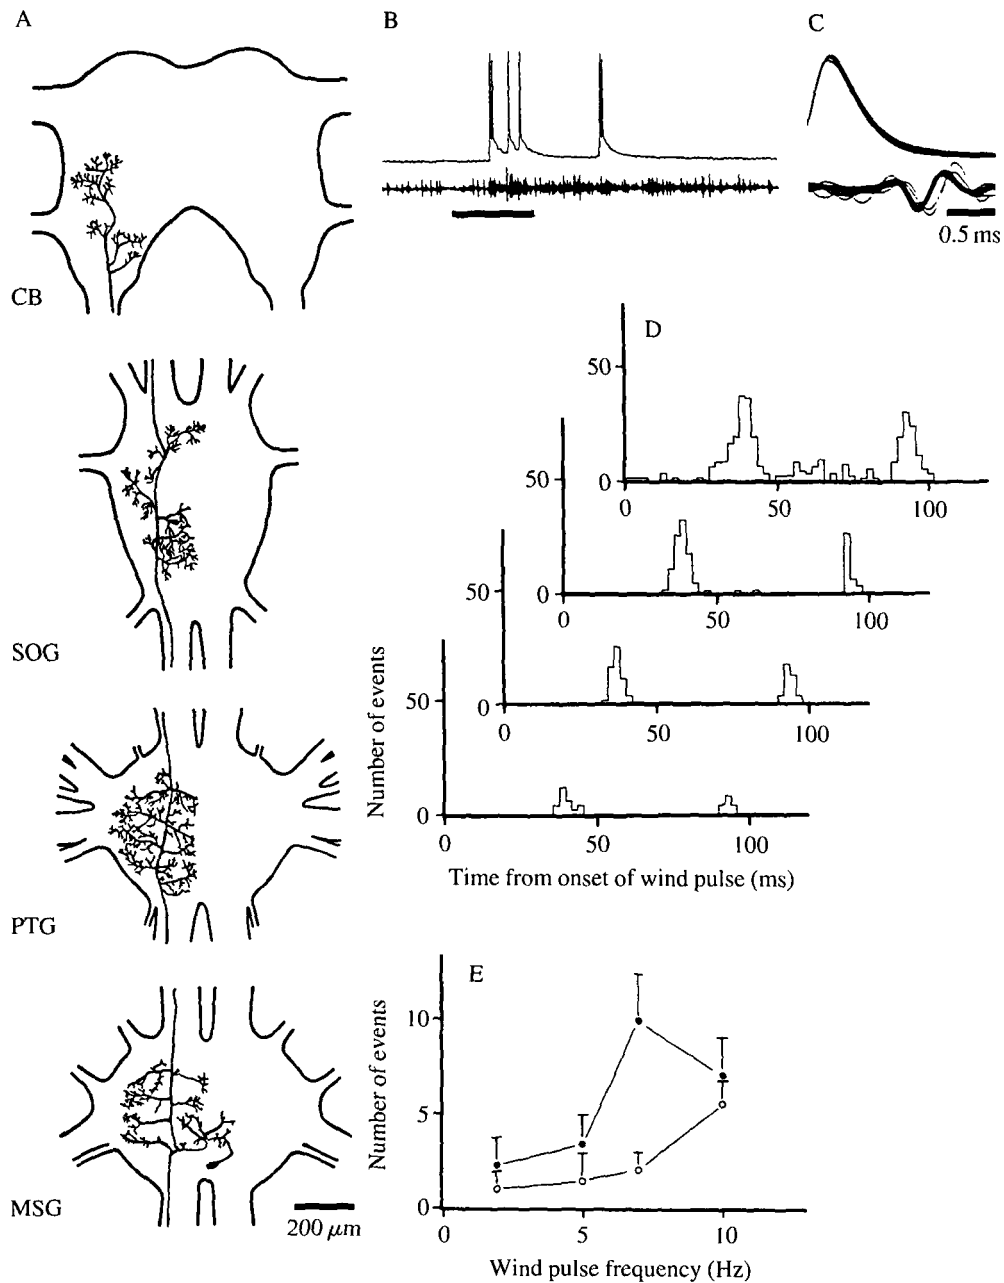 A
B
C
CB
0.5 ms
SOG
PTG
MSG
200 μm
D
50
0
0 50 100
50
0
0 50 100
50
0
0 50 100
50
0
0 50 100
Number of events
Time from onset of wind pulse (ms)
E
10
5
0
0 5 10
Number of events
Wind pulse frequency (Hz)